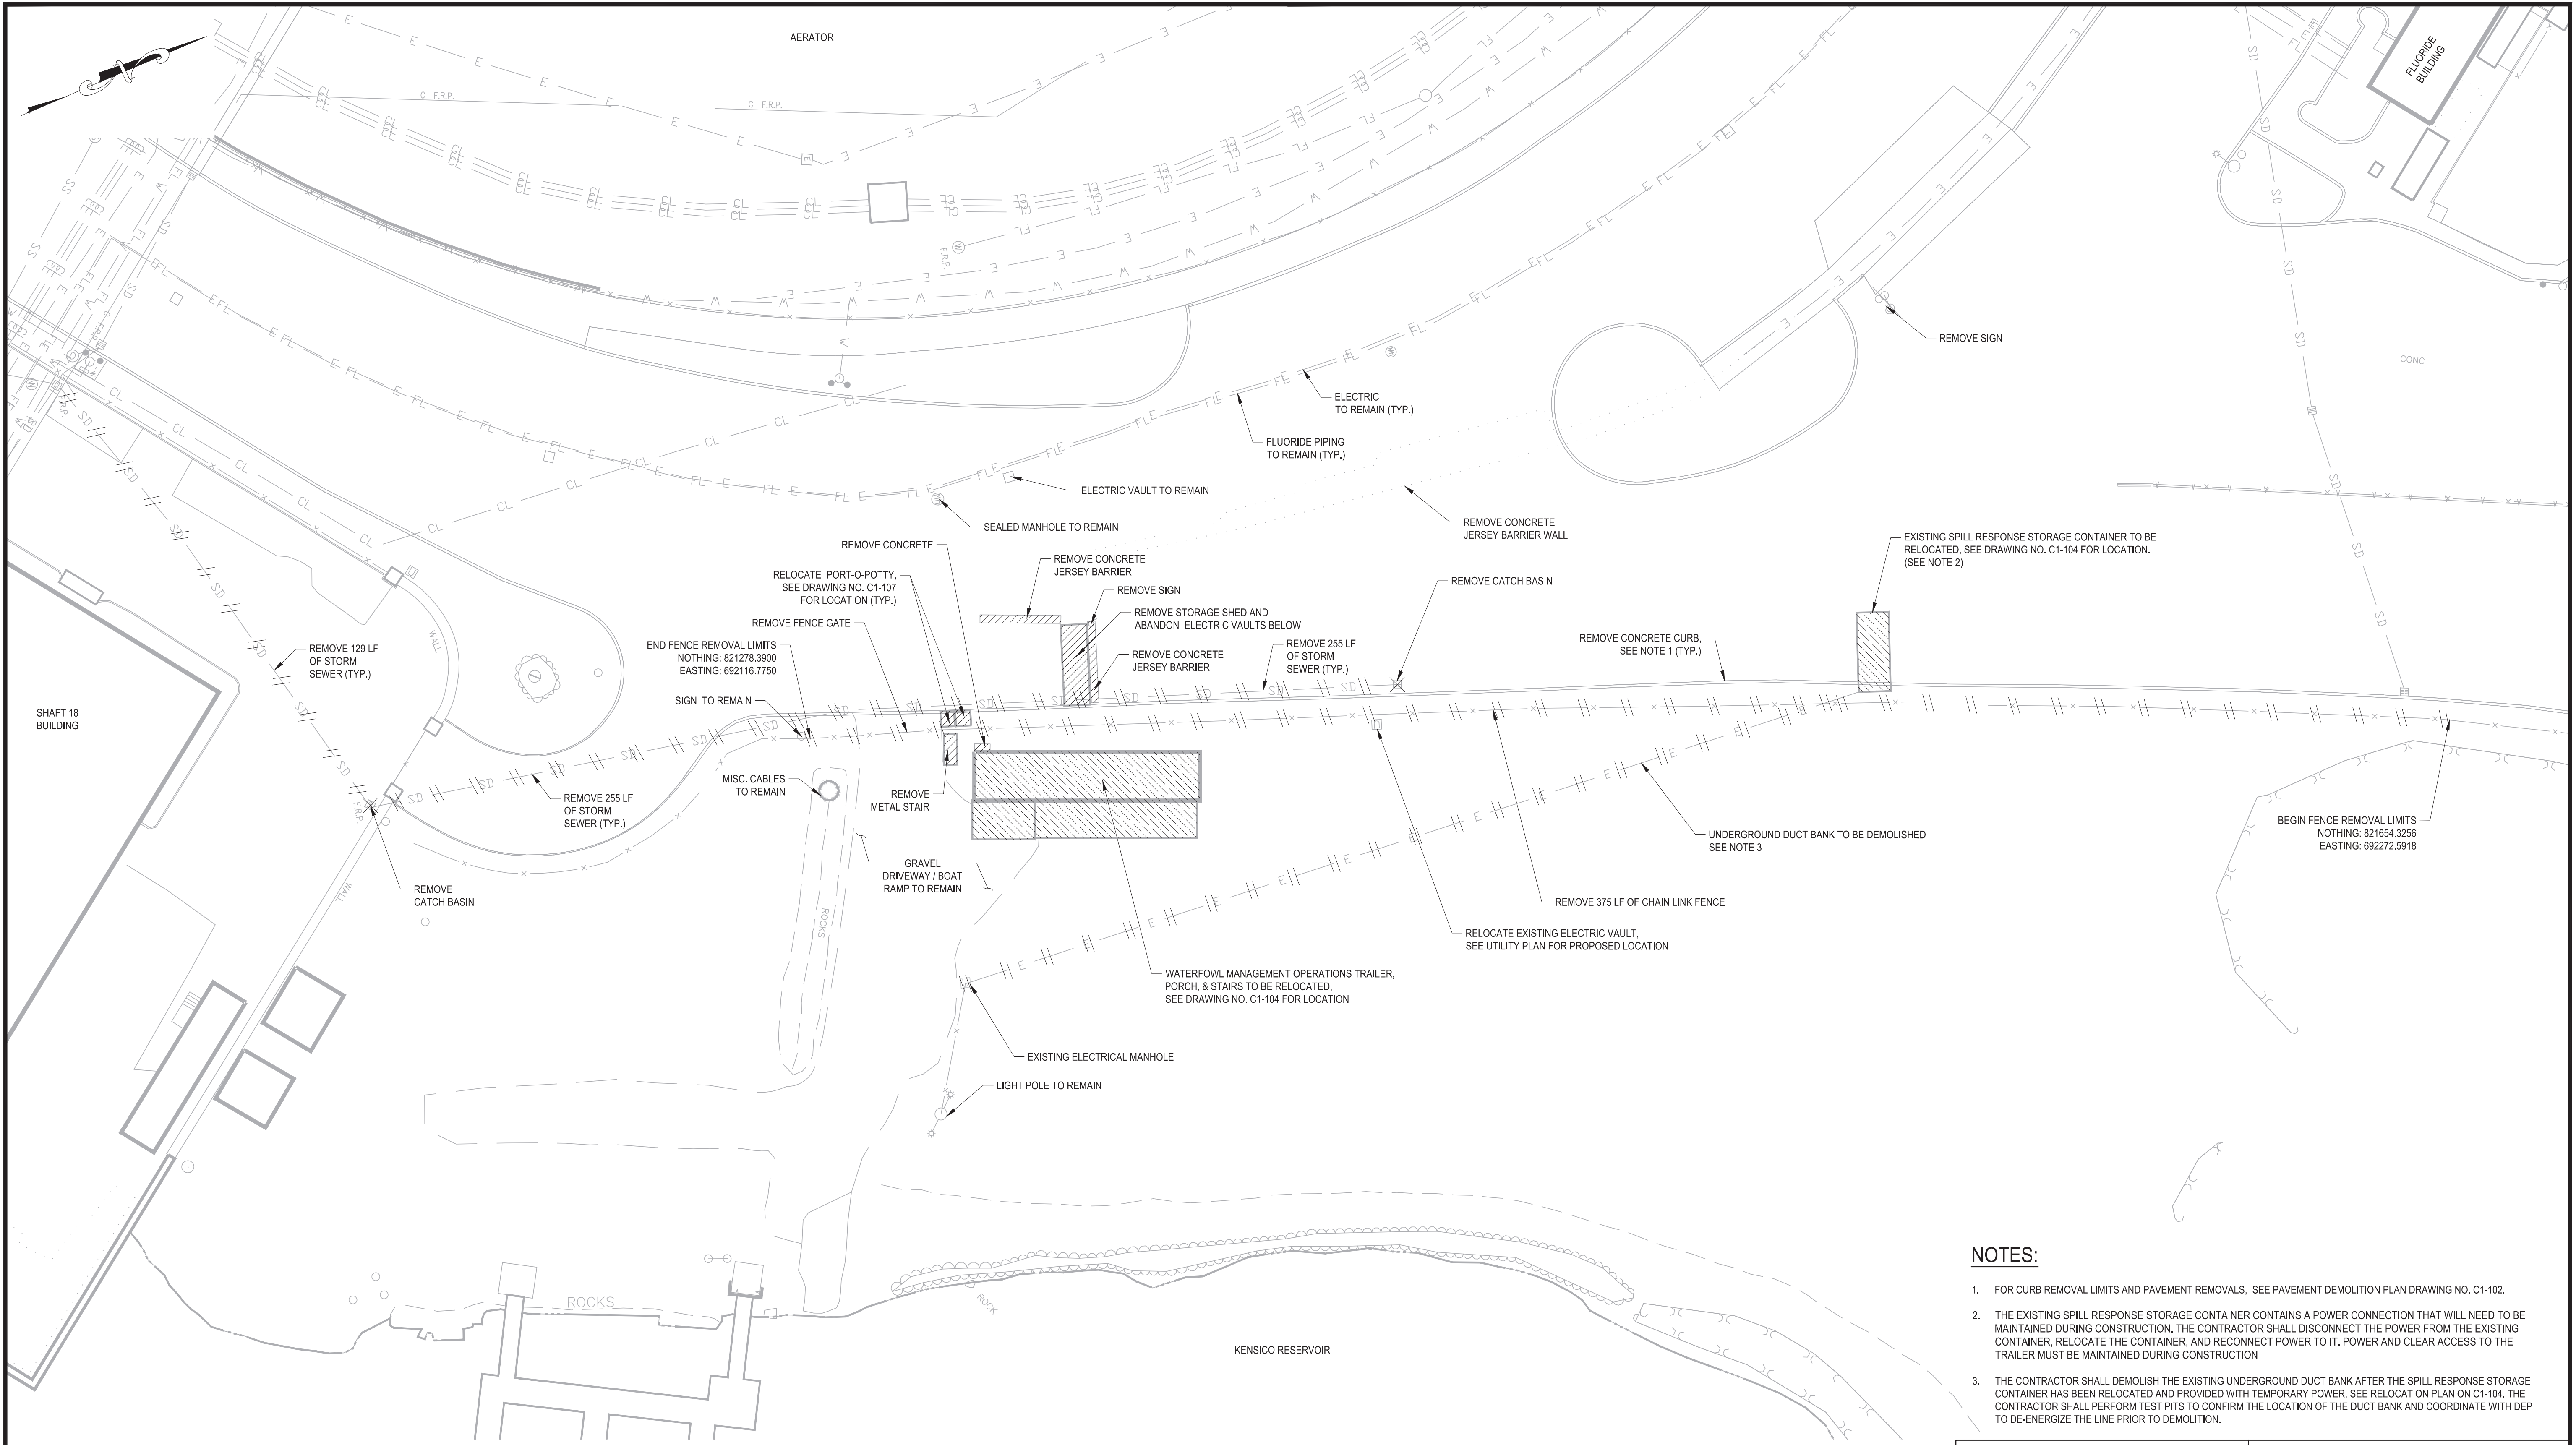 AERATOR
FLUORIDE
BUILDING
C F.R.P.
C F.R.P.
F.R.P.
REMOVE SIGN
CONC
ELECTRIC
TO REMAIN (TYP.)
FLUORIDE PIPING
TO REMAIN (TYP.)
ELECTRIC VAULT TO REMAIN
SEALED MANHOLE TO REMAIN
REMOVE CONCRETE
JERSEY BARRIER WALL
EXISTING SPILL RESPONSE STORAGE CONTAINER TO BE
RELOCATED, SEE DRAWING NO. C1-104 FOR LOCATION.
(SEE NOTE 2)
REMOVE CONCRETE
REMOVE CONCRETE
JERSEY BARRIER
RELOCATE PORT-O-POTTY,
SEE DRAWING NO. C1-107
FOR LOCATION (TYP.)
REMOVE SIGN
REMOVE CATCH BASIN
REMOVE STORAGE SHED AND
ABANDON ELECTRIC VAULTS BELOW
REMOVE FENCE GATE
END FENCE REMOVAL LIMITS
NOTHING: 821278.3900
EASTING: 692116.7750
REMOVE 255 LF
OF STORM
SEWER (TYP.)
REMOVE CONCRETE CURB,
SEE NOTE 1 (TYP.)
REMOVE CONCRETE
JERSEY BARRIER
REMOVE 129 LF
OF STORM
SEWER (TYP.)
WALL
SIGN TO REMAIN
SHAFT 18
BUILDING
MISC. CABLES
TO REMAIN
REMOVE
METAL STAIR
REMOVE 255 LF
OF STORM
SEWER (TYP.)
F.R.P.
BEGIN FENCE REMOVAL LIMITS
NOTHING: 821654.3256
EASTING: 692272.5918
UNDERGROUND DUCT BANK TO BE DEMOLISHED
SEE NOTE 3
GRAVEL
DRIVEWAY / BOAT
RAMP TO REMAIN
REMOVE
CATCH BASIN
WALL
ROCKS
REMOVE 375 LF OF CHAIN LINK FENCE
RELOCATE EXISTING ELECTRIC VAULT,
SEE UTILITY PLAN FOR PROPOSED LOCATION
WATERFOWL MANAGEMENT OPERATIONS TRAILER,
PORCH, & STAIRS TO BE RELOCATED,
SEE DRAWING NO. C1-104 FOR LOCATION
EXISTING ELECTRICAL MANHOLE
LIGHT POLE TO REMAIN
ROCKS
ROCK
KENSICO RESERVOIR
NOTES:
1. FOR CURB REMOVAL LIMITS AND PAVEMENT REMOVALS, SEE PAVEMENT DEMOLITION PLAN DRAWING NO. C1-102.
2. THE EXISTING SPILL RESPONSE STORAGE CONTAINER CONTAINS A POWER CONNECTION THAT WILL NEED TO BE
MAINTAINED DURING CONSTRUCTION. THE CONTRACTOR SHALL DISCONNECT THE POWER FROM THE EXISTING
CONTAINER, RELOCATE THE CONTAINER, AND RECONNECT POWER TO IT. POWER AND CLEAR ACCESS TO THE
TRAILER MUST BE MAINTAINED DURING CONSTRUCTION
3. THE CONTRACTOR SHALL DEMOLISH THE EXISTING UNDERGROUND DUCT BANK AFTER THE SPILL RESPONSE STORAGE
CONTAINER HAS BEEN RELOCATED AND PROVIDED WITH TEMPORARY POWER, SEE RELOCATION PLAN ON C1-104. THE
CONTRACTOR SHALL PERFORM TEST PITS TO CONFIRM THE LOCATION OF THE DUCT BANK AND COORDINATE WITH DEP
TO DE-ENERGIZE THE LINE PRIOR TO DEMOLITION.